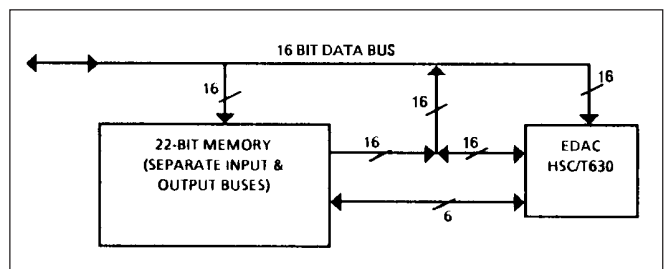 16 BIT DATA BUS
16
16
16
22-BIT MEMORY
(SEPARATE INPUT &
OUTPUT BUSES)
16
16
EDAC
HSC/T630
6